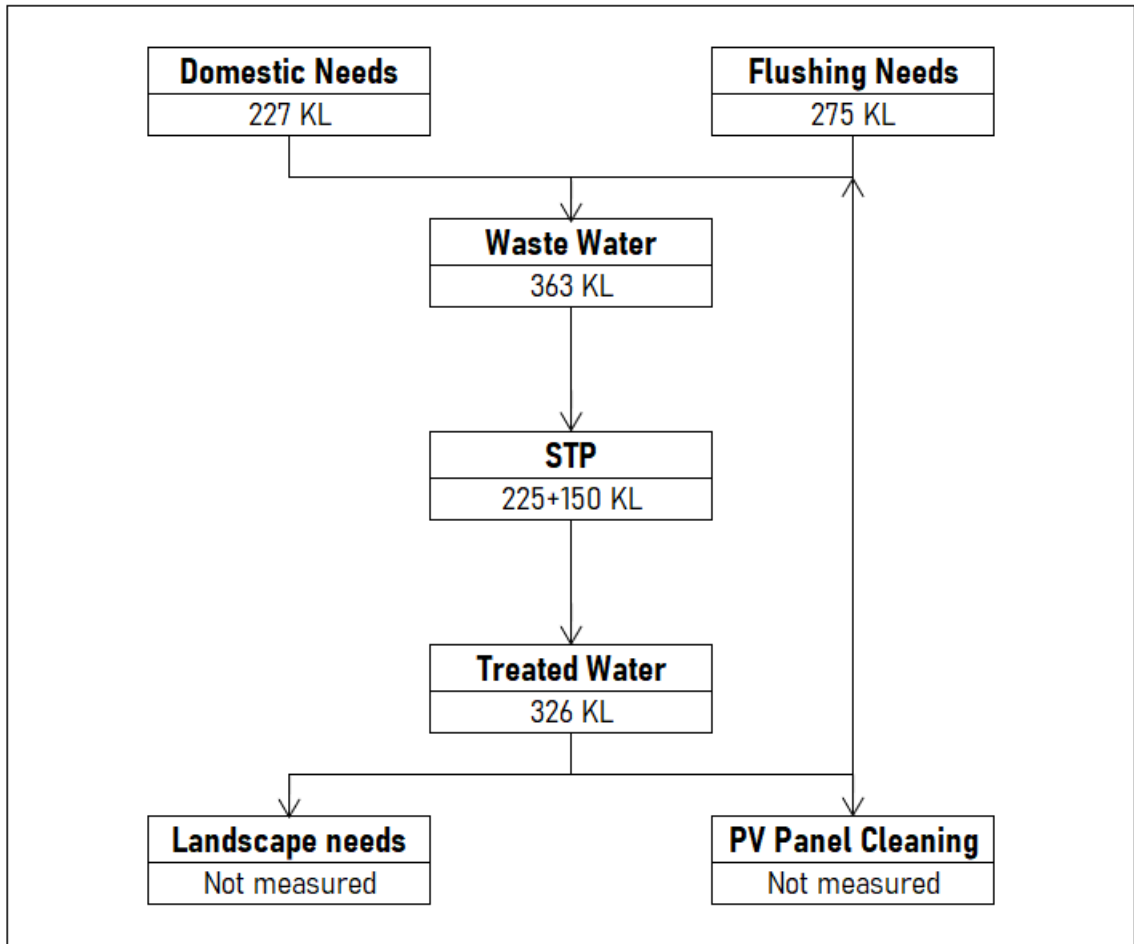 Domestic Needs
227 KL
Flushing Needs
275 KL
Waste Water
363 KL
STP
225+150 KL
Treated Water
326 KL
Landscape needs
Not measured
PV Panel Cleaning
Not measured